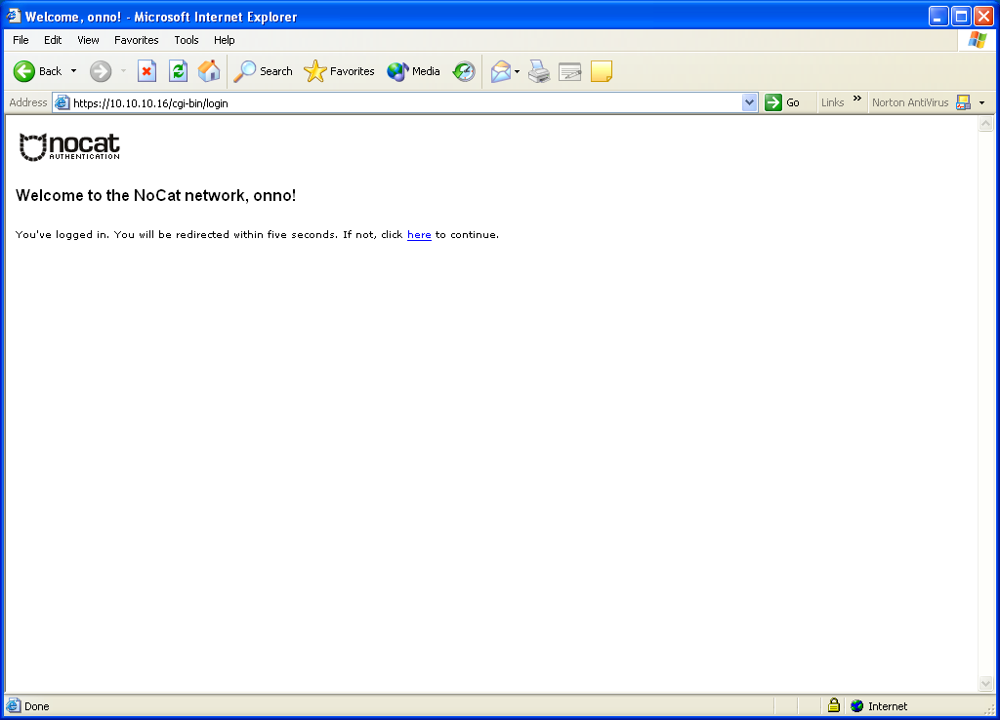 Welcome, onno! - Microsoft Internet Explorer
File Edit View Favorites Tools Help
Back Search Favorites Media
Address https://10.10.10.16/cgi-bin/login Go Links » Norton AntiVirus
nocat
AUTHENTICATION
Welcome to the NoCat network, onno!
You've logged in. You will be redirected within five seconds. If not, click here to continue.
Done Internet